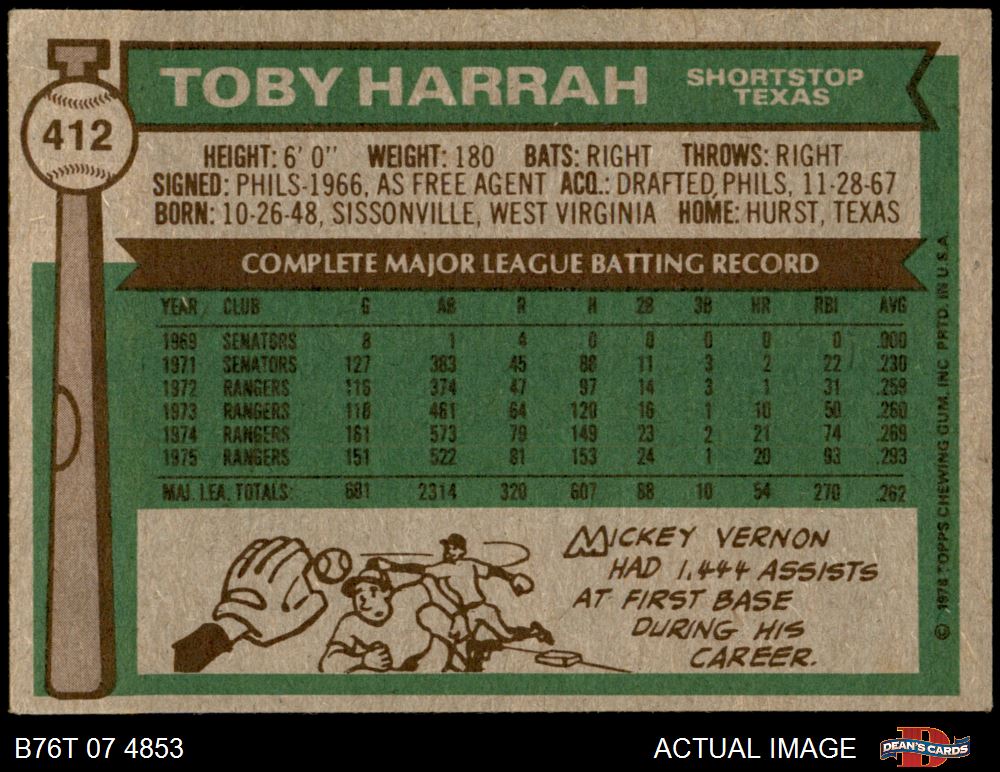 412
TOBY HARRAH SHORTSTOP
TEXAS
HEIGHT: 6' 0" WEIGHT: 180 BATS: RIGHT THROWS: RIGHT
SIGNED: PHILS-1966, AS FREE AGENT ACQ.: DRAFTED, PHILS, 11-28-67
BORN: 10-26-48, SISSONVILLE, WEST VIRGINIA HOME: HURST, TEXAS
COMPLETE MAJOR LEAGUE BATTING RECORD
YEAR CLUB G AB R H 2B 3B HR RBI AVG
1969 SENATORS 8 1 4 0 0 0 0 0 .000
1971 SENATORS 127 383 45 88 11 3 2 22 .230
1972 RANGERS 116 374 47 97 14 3 1 31 .259
1973 RANGERS 118 461 64 120 16 1 10 50 .260
1974 RANGERS 161 573 79 149 23 2 21 74 .269
1975 RANGERS 151 522 81 153 24 1 20 93 .293
MAJ. LEA. TOTALS: 681 2314 320 607 88 10 54 270 .262
MICKEY VERNON
HAD 1,444 ASSISTS
AT FIRST BASE
DURING HIS
CAREER.
© 1976 TOPPS CHEWING GUM, INC. PRTD. IN U.S.A.
B76T 07 4853 ACTUAL IMAGE DEAN'S CARDS